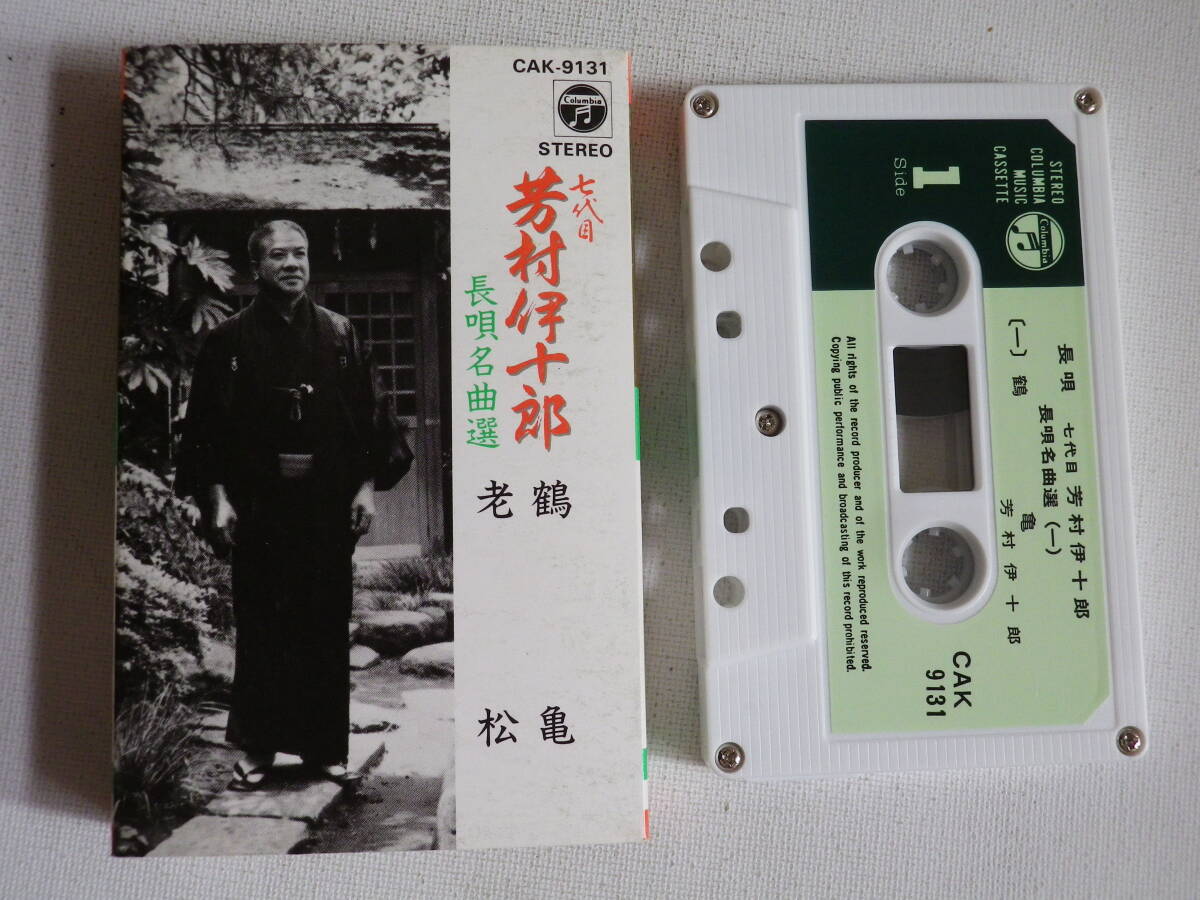 CAK-9131
Columbia
STEREO
七代目
芳村伊十郎
長唄名曲選
鶴 亀
老 松
STEREO
COLUMBIA
MUSIC
CASSETTE
Columbia
1
Side
長唄 七代目 芳村伊十郎
長唄名曲選(一)
〔一〕鶴 亀
芳村伊十郎
CAK
9131
All rights of the record producer and of the work reproduced reserved.
Copying public performance and broadcasting of this record prohibited.